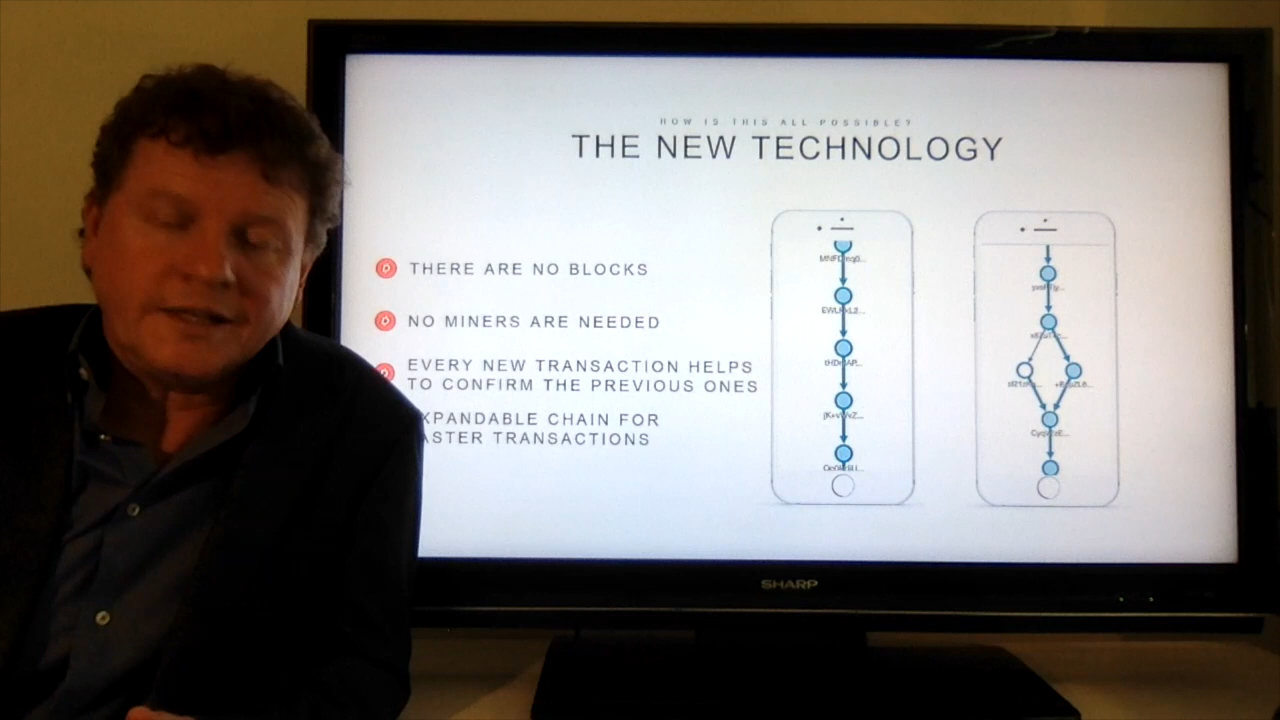 HOW IS THIS ALL POSSIBLE?
THE NEW TECHNOLOGY
THERE ARE NO BLOCKS
NO MINERS ARE NEEDED
EVERY NEW TRANSACTION HELPS
TO CONFIRM THE PREVIOUS ONES
XPANDABLE CHAIN FOR
ASTER TRANSACTIONS
SHARP